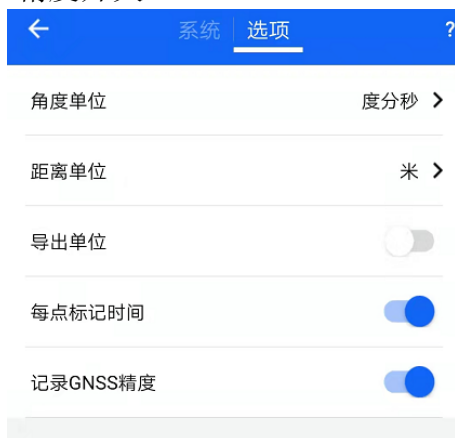 系统 选项 ?
角度单位 度分秒
距离单位 米
导出单位
每点标记时间
记录GNSS精度